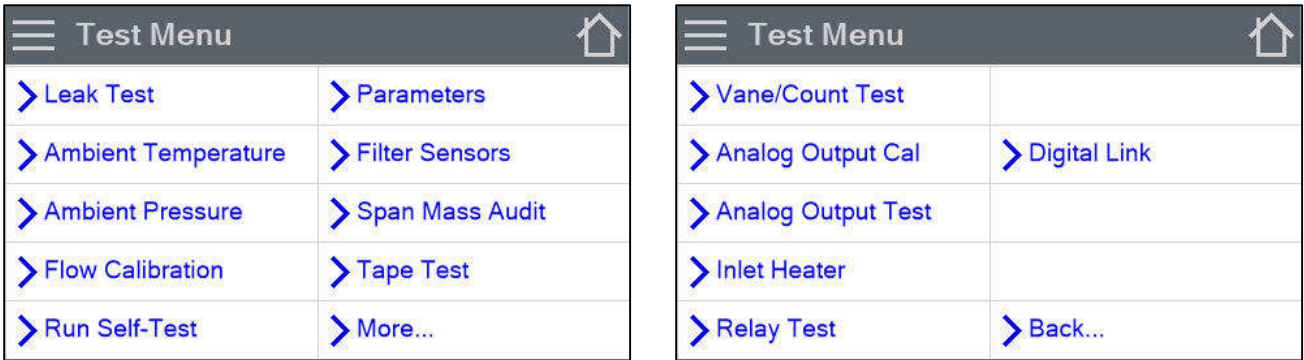 Test Menu
Leak Test
Parameters
Ambient Temperature
Filter Sensors
Ambient Pressure
Span Mass Audit
Flow Calibration
Tape Test
Run Self-Test
More...
Test Menu
Vane/Count Test
Analog Output Cal
Digital Link
Analog Output Test
Inlet Heater
Relay Test
Back...